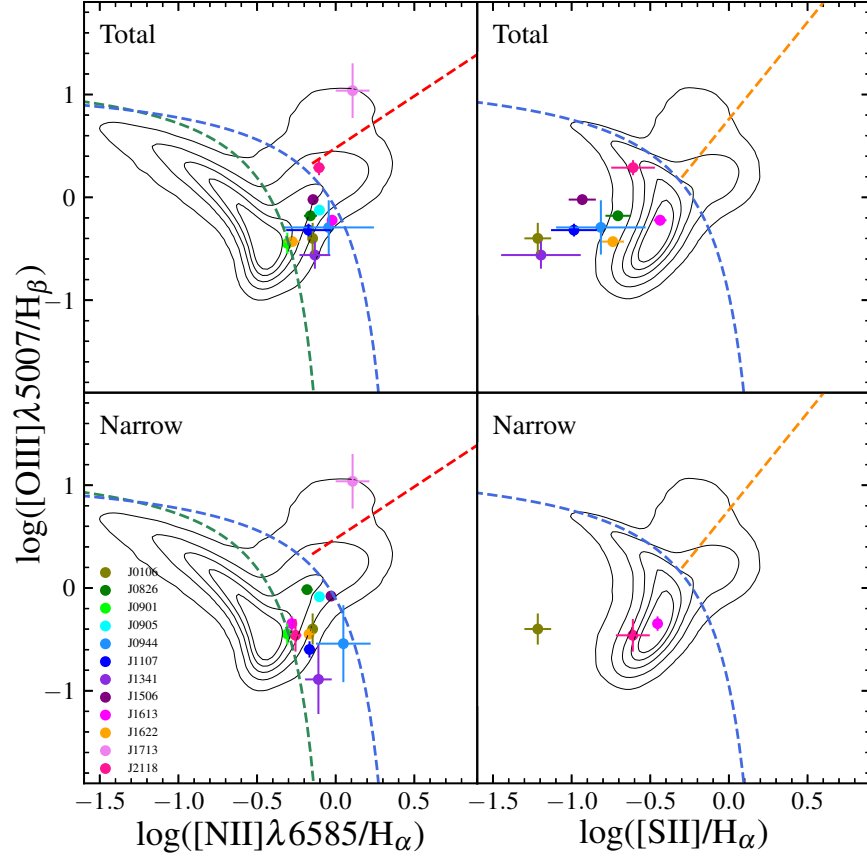 Total
Total
1
0
−1
log([OIII]λ5007/Hβ)
Narrow
Narrow
1
0
−1
J0106
J0826
J0901
J0905
J0944
J1107
J1341
J1506
J1613
J1622
J1713
J2118
−1.5 −1.0 −0.5 0.0 0.5
−1.5 −1.0 −0.5 0.0 0.5
log([NII]λ6585/Hα)
log([SII]/Hα)